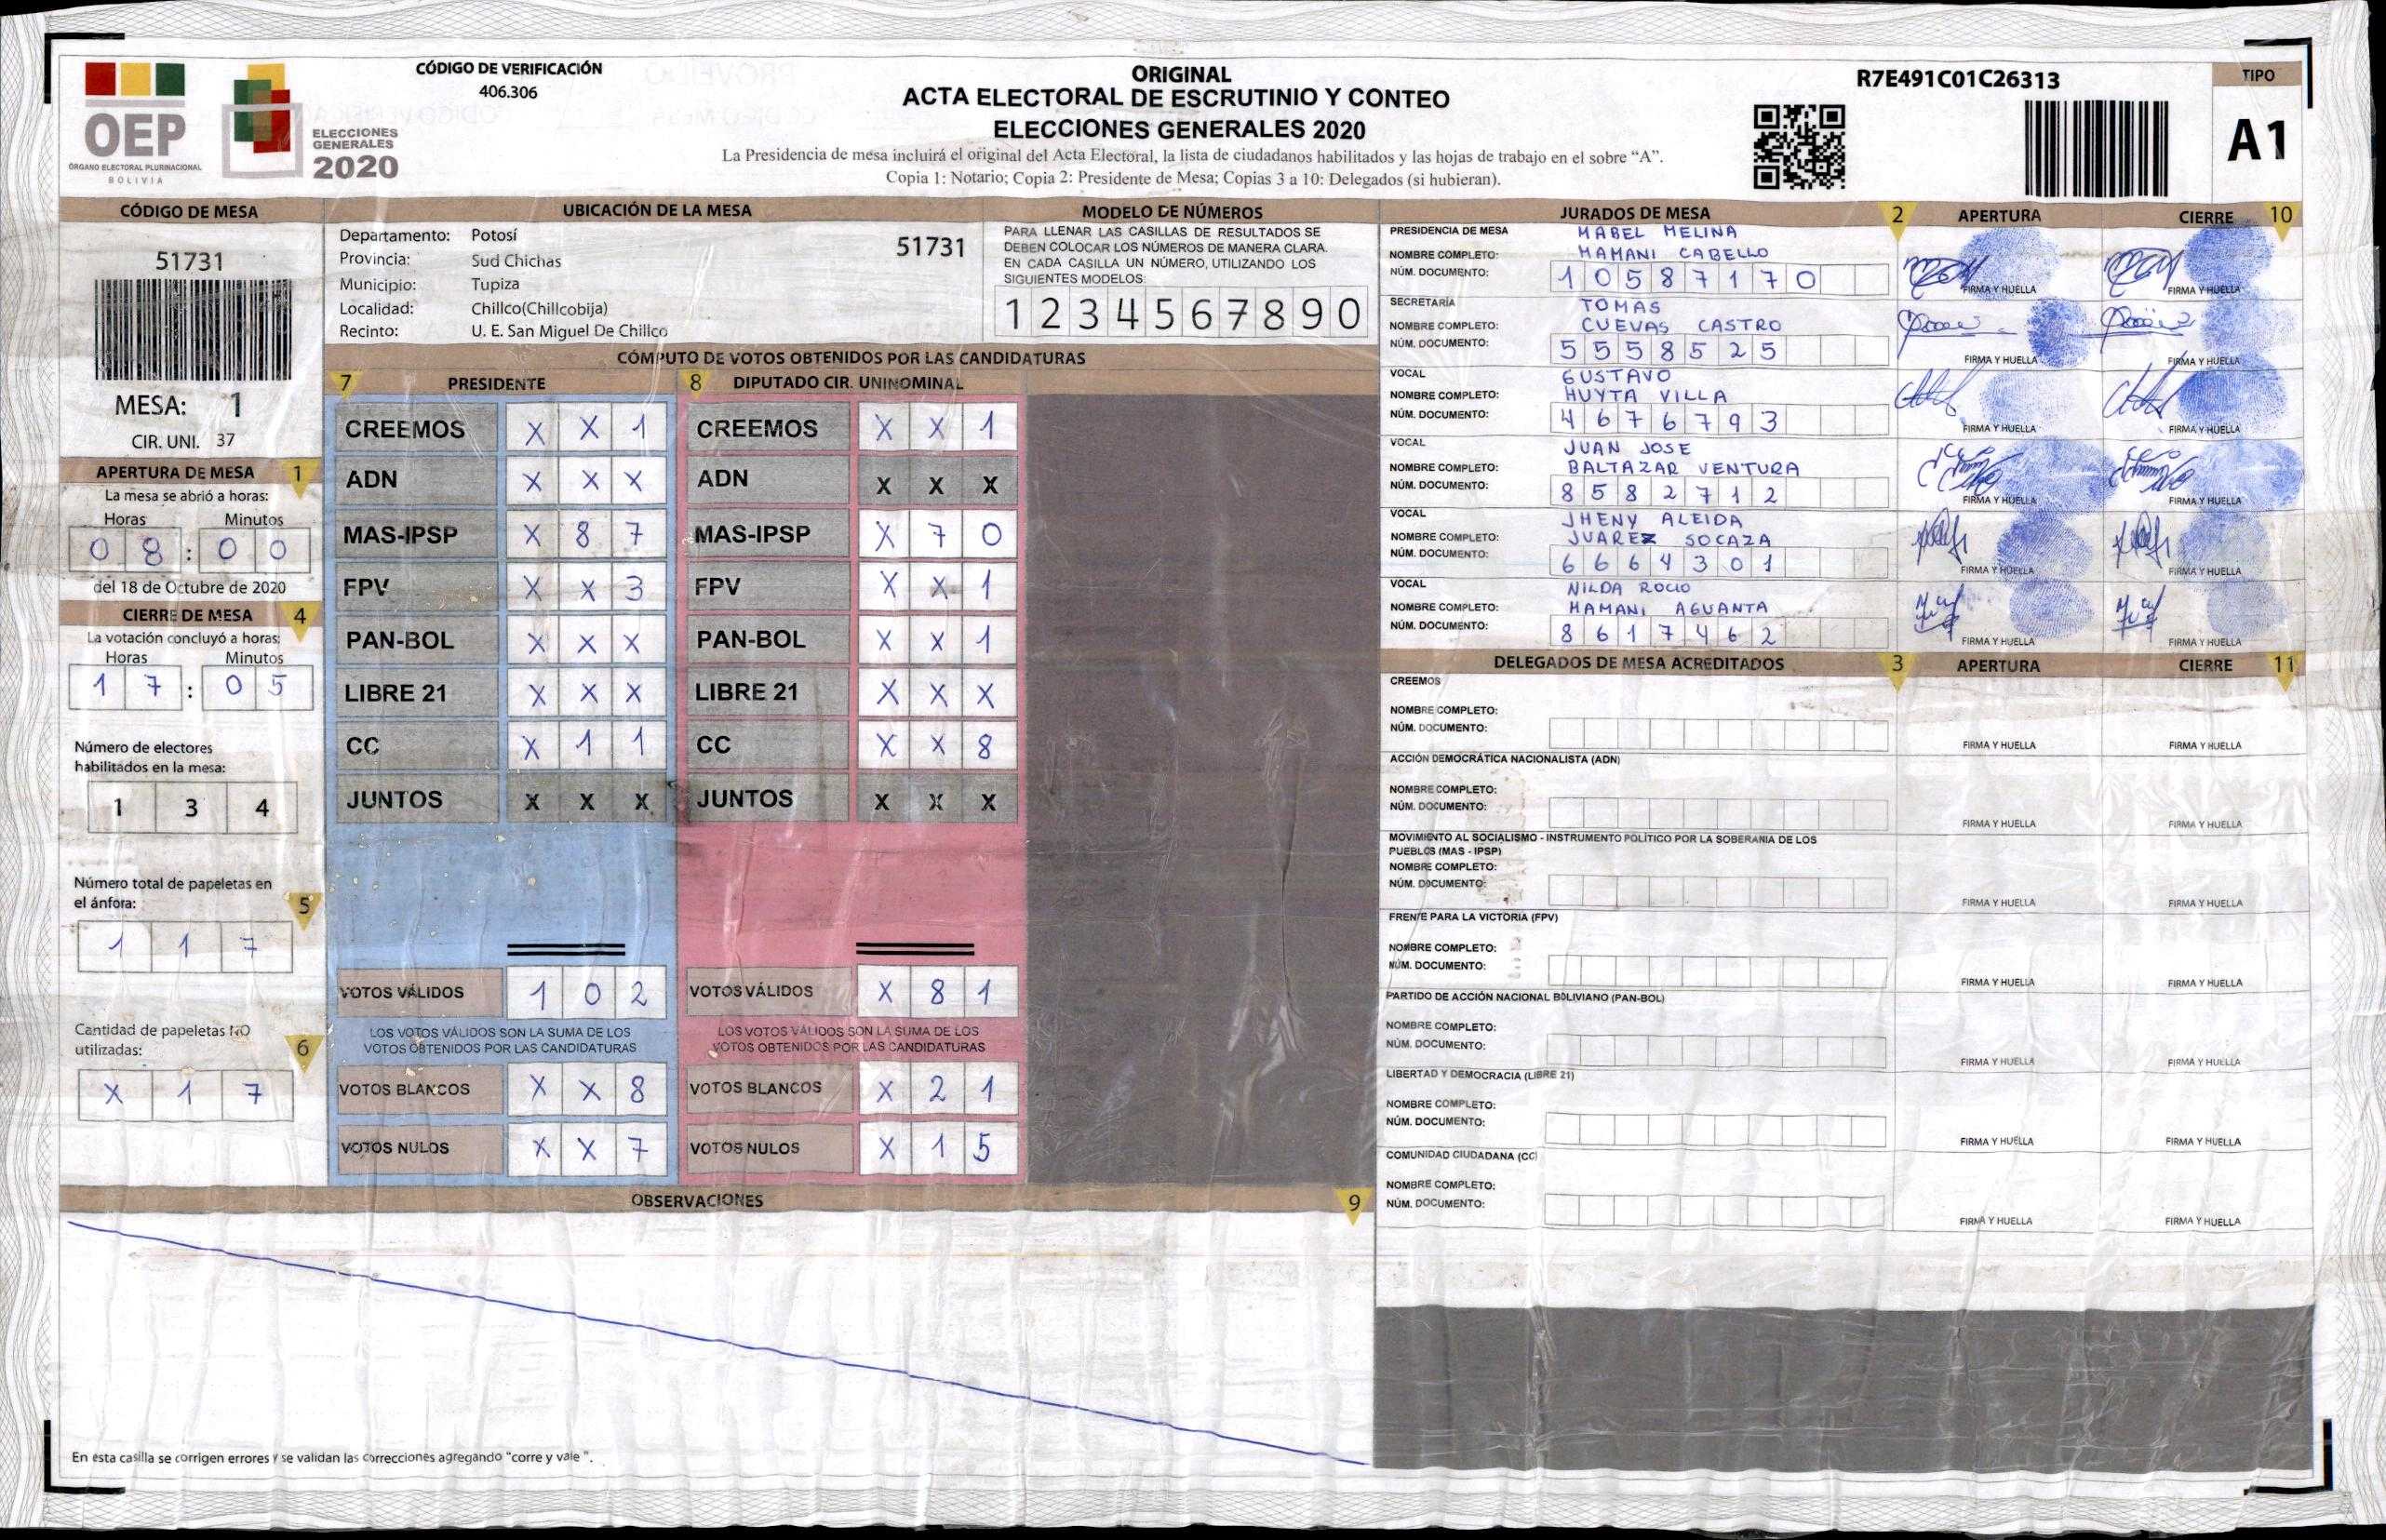 OEP
ÓRGANO ELECTORAL PLURINACIONAL
BOLIVIA
ELECCIONES
GENERALES
2020
CÓDIGO DE VERIFICACIÓN
406.306
ORIGINAL
ACTA ELECTORAL DE ESCRUTINIO Y CONTEO
ELECCIONES GENERALES 2020
La Presidencia de mesa incluirá el original del Acta Electoral, la lista de ciudadanos habilitados y las hojas de trabajo en el sobre “A”.
Copia 1: Notario; Copia 2: Presidente de Mesa; Copias 3 a 10: Delegados (si hubieran).
R7E491C01C26313
TIPO
A1
CÓDIGO DE MESA
51731
MESA: 1
CIR. UNI. 37
APERTURA DE MESA 1
La mesa se abrió a horas:
Horas Minutos
0 8 : 0 0
del 18 de Octubre de 2020
CIERRE DE MESA 4
La votación concluyó a horas:
Horas Minutos
1 7 : 0 5
Número de electores
habilitados en la mesa:
1 3 4
Número total de papeletas en
el ánfora: 5
1 1 7
Cantidad de papeletas NO
utilizadas: 6
X 1 7
UBICACIÓN DE LA MESA
Departamento: Potosí 51731
Provincia: Sud Chichas
Municipio: Tupiza
Localidad: Chillco(Chillcobija)
Recinto: U. E. San Miguel De Chillco
MODELO DE NÚMEROS
PARA LLENAR LAS CASILLAS DE RESULTADOS SE
DEBEN COLOCAR LOS NÚMEROS DE MANERA CLARA.
EN CADA CASILLA UN NÚMERO, UTILIZANDO LOS
SIGUIENTES MODELOS:
1 2 3 4 5 6 7 8 9 0
CÓMPUTO DE VOTOS OBTENIDOS POR LAS CANDIDATURAS
7 PRESIDENTE
CREEMOS X X 1
ADN X X X
MAS-IPSP X 8 7
FPV X X 3
PAN-BOL X X X
LIBRE 21 X X X
CC X 1 1
JUNTOS X X X
VOTOS VÁLIDOS 1 0 2
LOS VOTOS VÁLIDOS SON LA SUMA DE LOS
VOTOS OBTENIDOS POR LAS CANDIDATURAS
VOTOS BLANCOS X X 8
VOTOS NULOS X X 7
8 DIPUTADO CIR. UNINOMINAL
CREEMOS X X 1
ADN X X X
MAS-IPSP X 7 0
FPV X X 1
PAN-BOL X X 1
LIBRE 21 X X X
CC X X 8
JUNTOS X X X
VOTOS VÁLIDOS X 8 1
LOS VOTOS VÁLIDOS SON LA SUMA DE LOS
VOTOS OBTENIDOS POR LAS CANDIDATURAS
VOTOS BLANCOS X 2 1
VOTOS NULOS X 1 5
OBSERVACIONES 9
En esta casilla se corrigen errores y se validan las correcciones agregando "corre y vale ".
JURADOS DE MESA 2 APERTURA CIERRE 10
PRESIDENCIA DE MESA MABEL MELINA
NOMBRE COMPLETO: MAMANI CABELLO
NÚM. DOCUMENTO: 1 0 5 8 7 1 7 0
FIRMA Y HUELLA FIRMA Y HUELLA
SECRETARÍA TOMAS
NOMBRE COMPLETO: CUEVAS CASTRO
NÚM. DOCUMENTO: 5 5 5 8 5 2 5
FIRMA Y HUELLA FIRMA Y HUELLA
VOCAL GUSTAVO
NOMBRE COMPLETO: HUYTA VILLA
NÚM. DOCUMENTO: 4 6 7 6 7 9 3
FIRMA Y HUELLA FIRMA Y HUELLA
VOCAL JUAN JOSE
NOMBRE COMPLETO: BALTAZAR VENTURA
NÚM. DOCUMENTO: 8 5 8 2 7 1 2
FIRMA Y HUELLA FIRMA Y HUELLA
VOCAL JHENY ALEIDA
NOMBRE COMPLETO: JUAREZ SOCAZA
NÚM. DOCUMENTO: 6 6 6 4 3 0 1
FIRMA Y HUELLA FIRMA Y HUELLA
VOCAL NILDA ROCIO
NOMBRE COMPLETO: MAMANI AGUANTA
NÚM. DOCUMENTO: 8 6 1 7 4 6 2
FIRMA Y HUELLA FIRMA Y HUELLA
DELEGADOS DE MESA ACREDITADOS 3 APERTURA CIERRE 11
CREEMOS
NOMBRE COMPLETO:
NÚM. DOCUMENTO:
FIRMA Y HUELLA FIRMA Y HUELLA
ACCIÓN DEMOCRÁTICA NACIONALISTA (ADN)
NOMBRE COMPLETO:
NÚM. DOCUMENTO:
FIRMA Y HUELLA FIRMA Y HUELLA
MOVIMIENTO AL SOCIALISMO - INSTRUMENTO POLÍTICO POR LA SOBERANIA DE LOS
PUEBLOS (MAS - IPSP)
NOMBRE COMPLETO:
NÚM. DOCUMENTO:
FIRMA Y HUELLA FIRMA Y HUELLA
FRENTE PARA LA VICTORIA (FPV)
NOMBRE COMPLETO:
NÚM. DOCUMENTO:
FIRMA Y HUELLA FIRMA Y HUELLA
PARTIDO DE ACCIÓN NACIONAL BOLIVIANO (PAN-BOL)
NOMBRE COMPLETO:
NÚM. DOCUMENTO:
FIRMA Y HUELLA FIRMA Y HUELLA
LIBERTAD Y DEMOCRACIA (LIBRE 21)
NOMBRE COMPLETO:
NÚM. DOCUMENTO:
FIRMA Y HUELLA FIRMA Y HUELLA
COMUNIDAD CIUDADANA (CC)
NOMBRE COMPLETO:
NÚM. DOCUMENTO:
FIRMA Y HUELLA FIRMA Y HUELLA